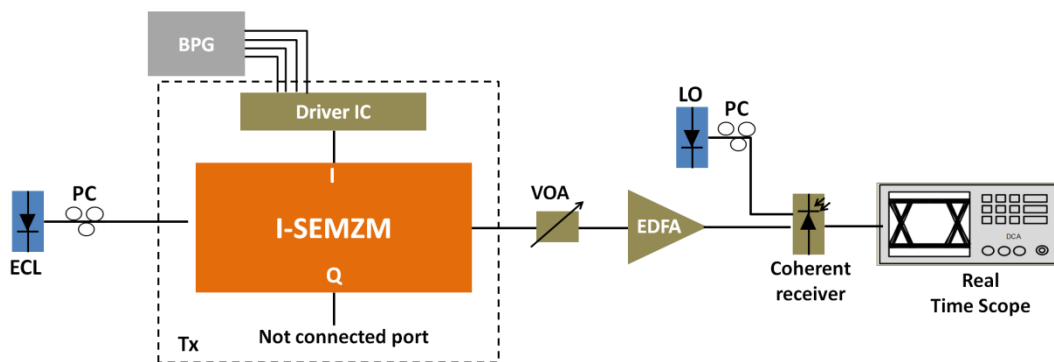 BPG
Driver IC
LO
PC
I
PC
I-SEMZM
VOA
EDFA
DCA
ECL
Q
Coherent
receiver
Real
Time Scope
Not connected port
Tx